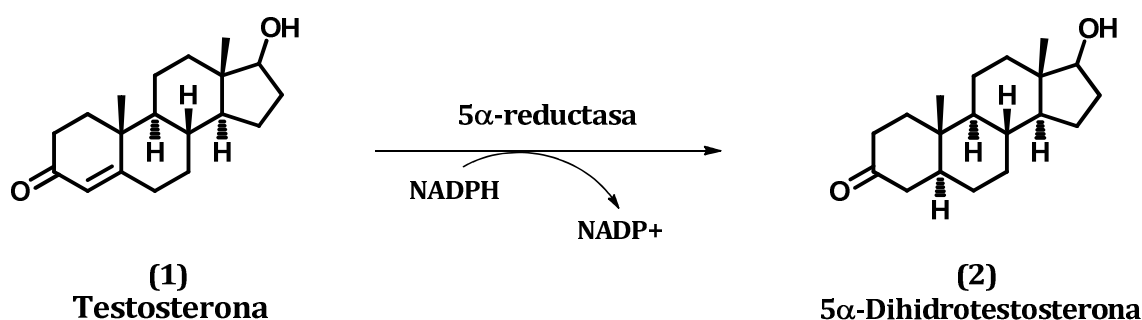 OH
H
H
H
O
(1)
Testosterona
5α-reductasa
NADPH
NADP+
OH
H
H
H
O
H
(2)
5α-Dihidrotestosterona